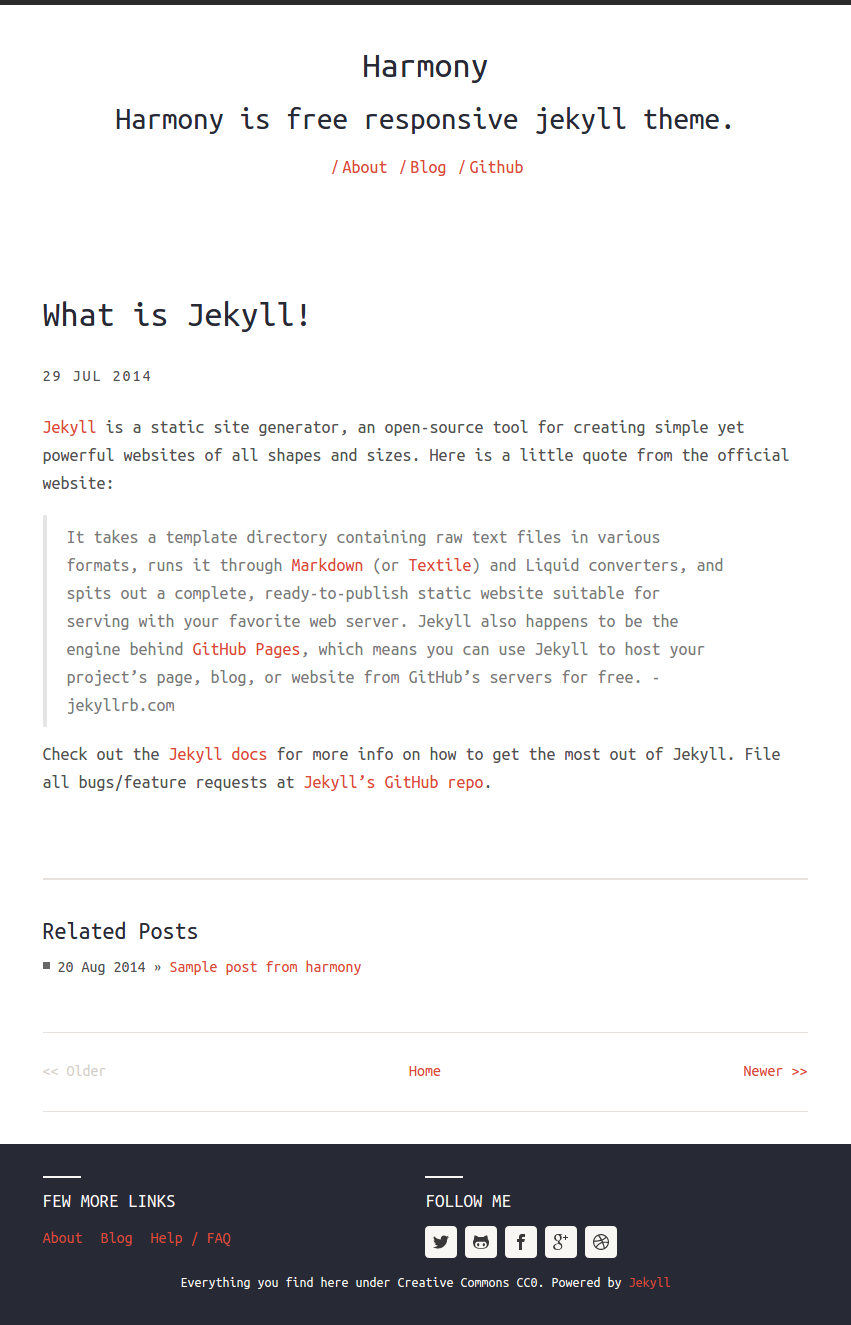 Harmony
Harmony is free responsive jekyll theme.
/ About / Blog / Github
What is Jekyll!
29 JUL 2014
Jekyll is a static site generator, an open-source tool for creating simple yet
powerful websites of all shapes and sizes. Here is a little quote from the official
website:
It takes a template directory containing raw text files in various
formats, runs it through Markdown (or Textile) and Liquid converters, and
spits out a complete, ready-to-publish static website suitable for
serving with your favorite web server. Jekyll also happens to be the
engine behind GitHub Pages, which means you can use Jekyll to host your
project’s page, blog, or website from GitHub’s servers for free. -
jekyllrb.com
Check out the Jekyll docs for more info on how to get the most out of Jekyll. File
all bugs/feature requests at Jekyll’s GitHub repo.
Related Posts
20 Aug 2014 » Sample post from harmony
<< Older Home Newer >>
FEW MORE LINKS
About Blog Help / FAQ
FOLLOW ME
Everything you find here under Creative Commons CC0. Powered by Jekyll